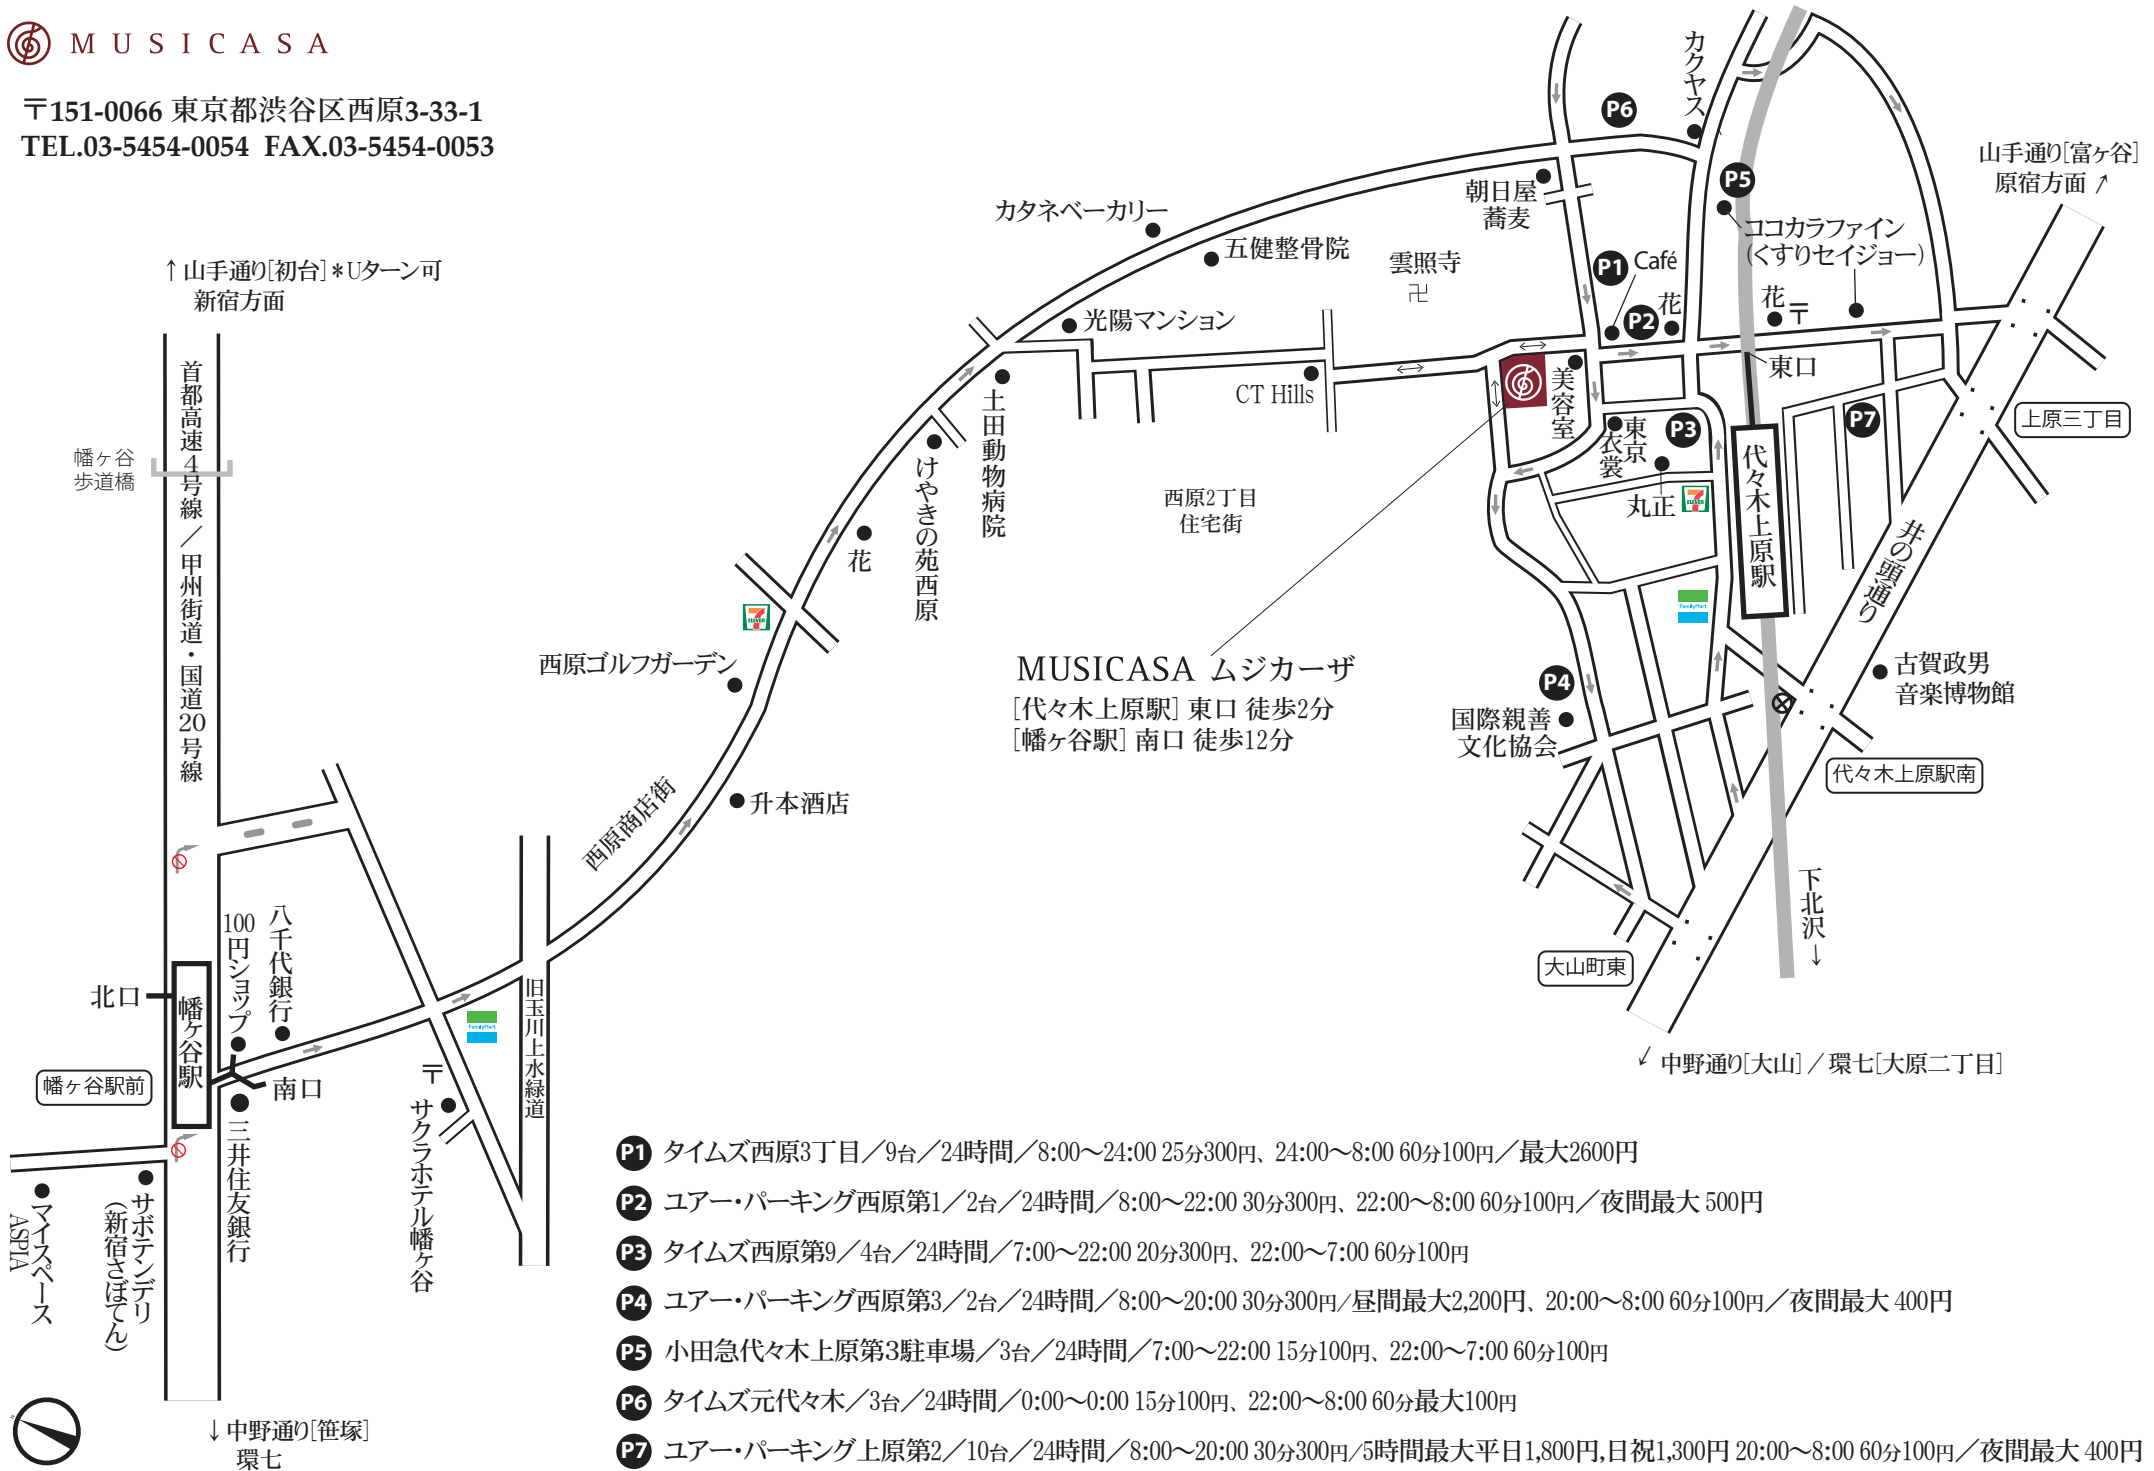 MUSICASA
〒151-0066 東京都渋谷区西原3-33-1
TEL.03-5454-0054 FAX.03-5454-0053
↑山手通り[初台]＊Uターン可
新宿方面
首都高速4号線／甲州街道・国道20号線
幡ヶ谷
歩道橋
北口
幡ヶ谷駅
幡ヶ谷駅前
100円ショップ
八千代銀行
南口
三井住友銀行
マイスペース
ASPIA
サボテンデリ
(新宿さぼてん)
↓中野通り[笹塚]
環七
〒
サクラホテル幡ヶ谷
FamilyMart
旧玉川上水緑道
西原商店街
升本酒店
西原ゴルフガーデン
7 ELEVEN
花
けやきの苑西原
土田動物病院
光陽マンション
カタネベーカリー
五健整骨院
雲照寺
卍
CT Hills
西原2丁目
住宅街
朝日屋
蕎麦
P6
カクヤス
P5
ココカラファイン
(くすりセイジョー)
P1
Café
P2
花
花
〒
東口
美容室
東京
衣裳
P3
丸正
7 ELEVEN
代々木上原駅
P7
FamilyMart
P4
国際親善
文化協会
山手通り[富ヶ谷]
原宿方面↗
上原三丁目
井の頭通り
古賀政男
音楽博物館
代々木上原駅南
下北沢↓
大山町東
↙中野通り[大山]／環七[大原二丁目]
MUSICASA ムジカーザ
[代々木上原駅] 東口 徒歩2分
[幡ヶ谷駅] 南口 徒歩12分
P1 タイムズ西原3丁目／9台／24時間／8:00〜24:00 25分300円、24:00〜8:00 60分100円／最大2600円
P2 ユアー・パーキング西原第1／2台／24時間／8:00〜22:00 30分300円、22:00〜8:00 60分100円／夜間最大 500円
P3 タイムズ西原第9／4台／24時間／7:00〜22:00 20分300円、22:00〜7:00 60分100円
P4 ユアー・パーキング西原第3／2台／24時間／8:00〜20:00 30分300円/昼間最大2,200円、20:00〜8:00 60分100円／夜間最大 400円
P5 小田急代々木上原第3駐車場／3台／24時間／7:00〜22:00 15分100円、22:00〜7:00 60分100円
P6 タイムズ元代々木／3台／24時間／0:00〜0:00 15分100円、22:00〜8:00 60分最大100円
P7 ユアー・パーキング上原第2／10台／24時間／8:00〜20:00 30分300円/5時間最大平日1,800円,日祝1,300円 20:00〜8:00 60分100円／夜間最大 400円